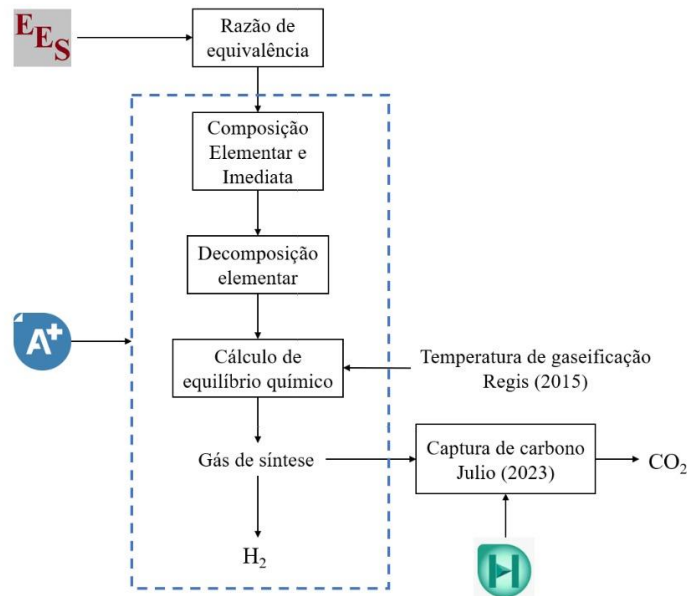 EES
Razão de
equivalência
Composição
Elementar e
Imediata
Decomposição
elementar
A+
Cálculo de
equilíbrio químico
Temperatura de gaseificação
Regis (2015)
Gás de síntese
Captura de carbono
Julio (2023)
CO₂
H₂
H